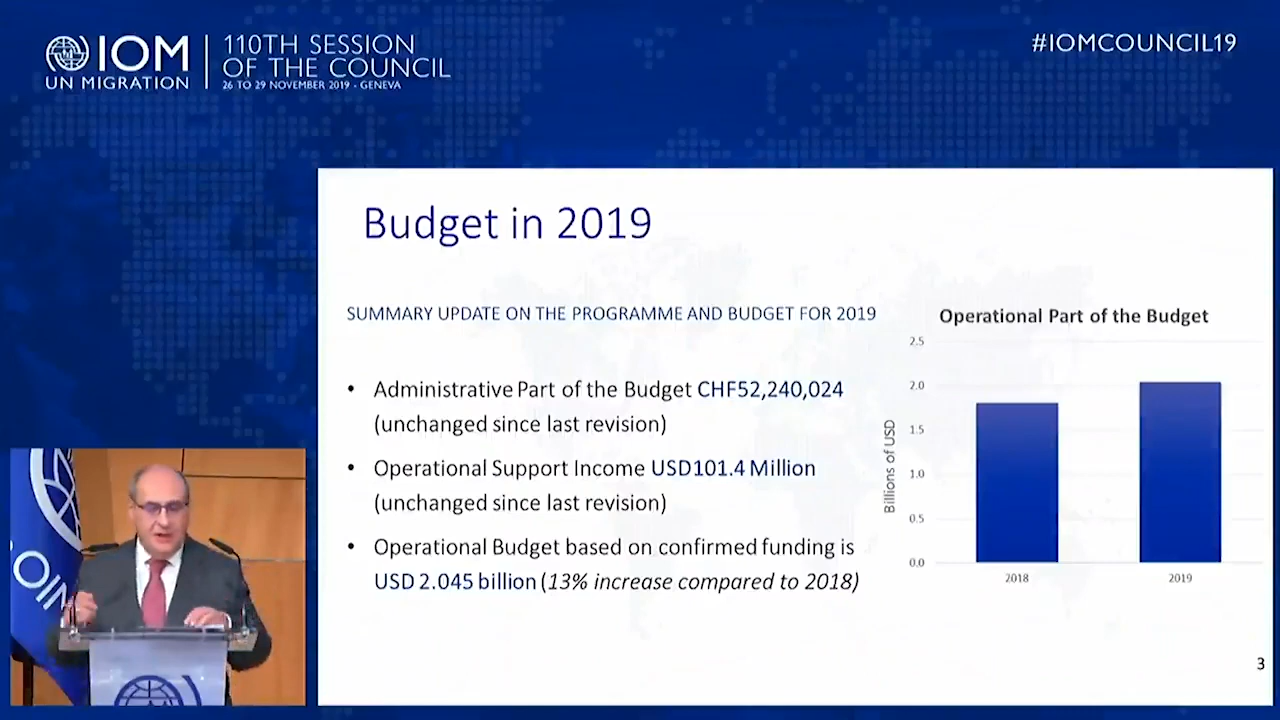 IOM
UN MIGRATION
110TH SESSION
OF THE COUNCIL
26 TO 29 NOVEMBER 2019 - GENEVA
#IOMCOUNCIL19
Budget in 2019
SUMMARY UPDATE ON THE PROGRAMME AND BUDGET FOR 2019
• Administrative Part of the Budget CHF52,240,024
(unchanged since last revision)
• Operational Support Income USD101.4 Million
(unchanged since last revision)
• Operational Budget based on confirmed funding is
USD 2.045 billion (13% increase compared to 2018)
Operational Part of the Budget
Billions of USD
2.5
2.0
1.5
1.0
0.5
0.0
2018
2019
3